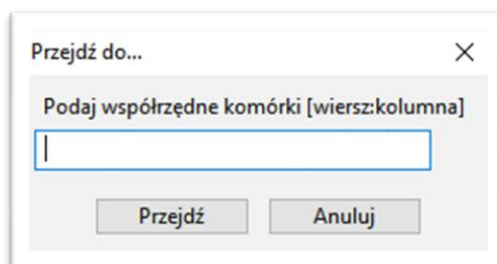 Przejdź do...
Podaj współrzędne komórki [wiersz:kolumna]
Przejdź
Anuluj